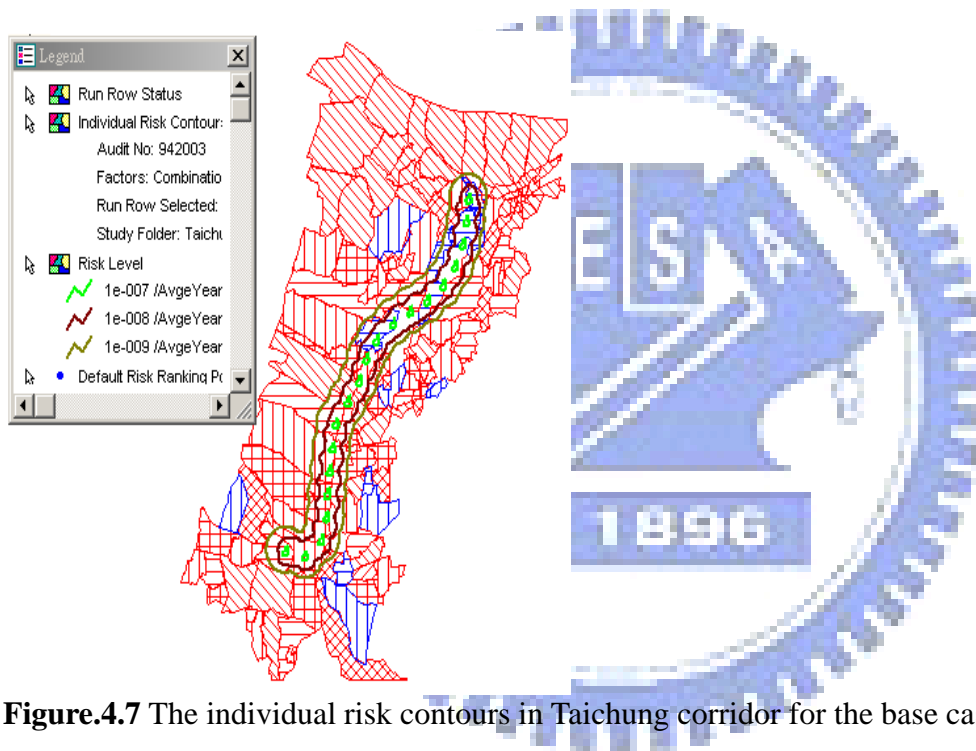 Legend
Run Row Status
Individual Risk Contour:
Audit No: 942003
Factors: Combinatio
Run Row Selected:
Study Folder: Taichu
Risk Level
1e-007 /AvgeYear
1e-008 /AvgeYear
1e-009 /AvgeYear
Default Risk Ranking Po
E S A
1896
Figure.4.7 The individual risk contours in Taichung corridor for the base ca